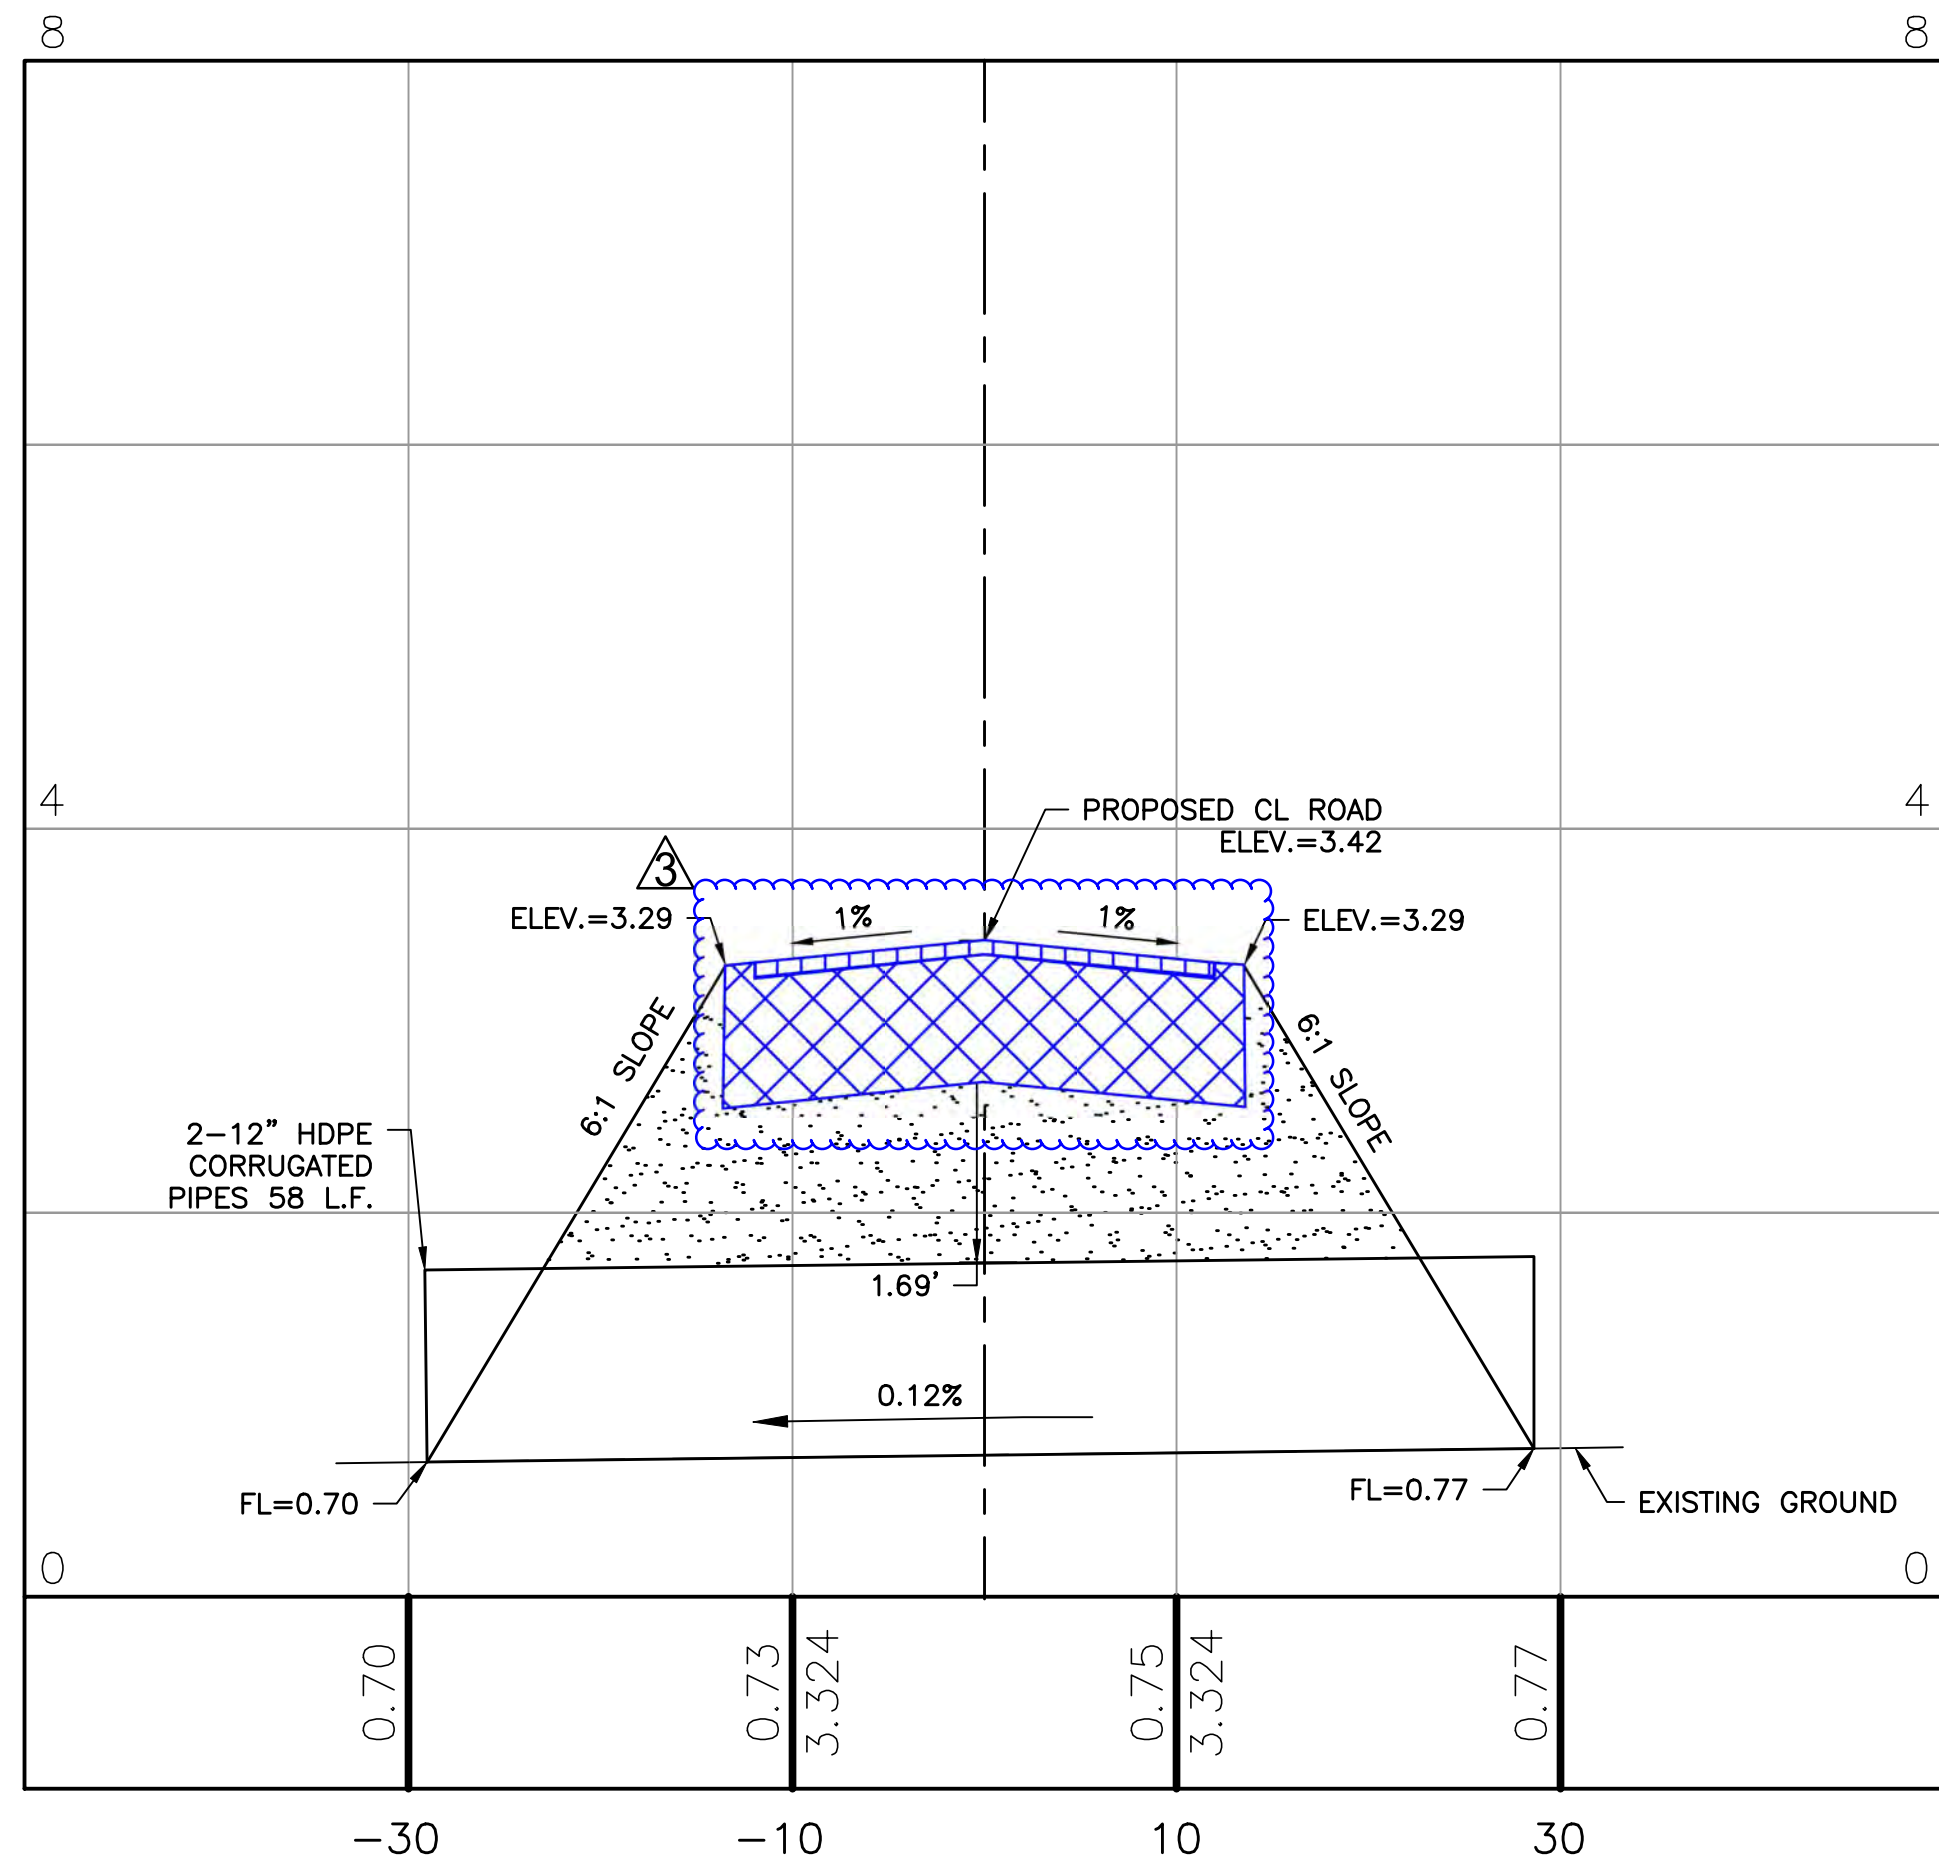 8
8
4
4
PROPOSED CL ROAD
ELEV.=3.42
3
ELEV.=3.29
1%
1%
ELEV.=3.29
6:1 SLOPE
6:1 SLOPE
2-12" HDPE
CORRUGATED
PIPES 58 L.F.
1.69'
0.12%
FL=0.70
FL=0.77
EXISTING GROUND
0
0
0.70
0.73
3.324
0.75
3.324
0.77
-30
-10
10
30